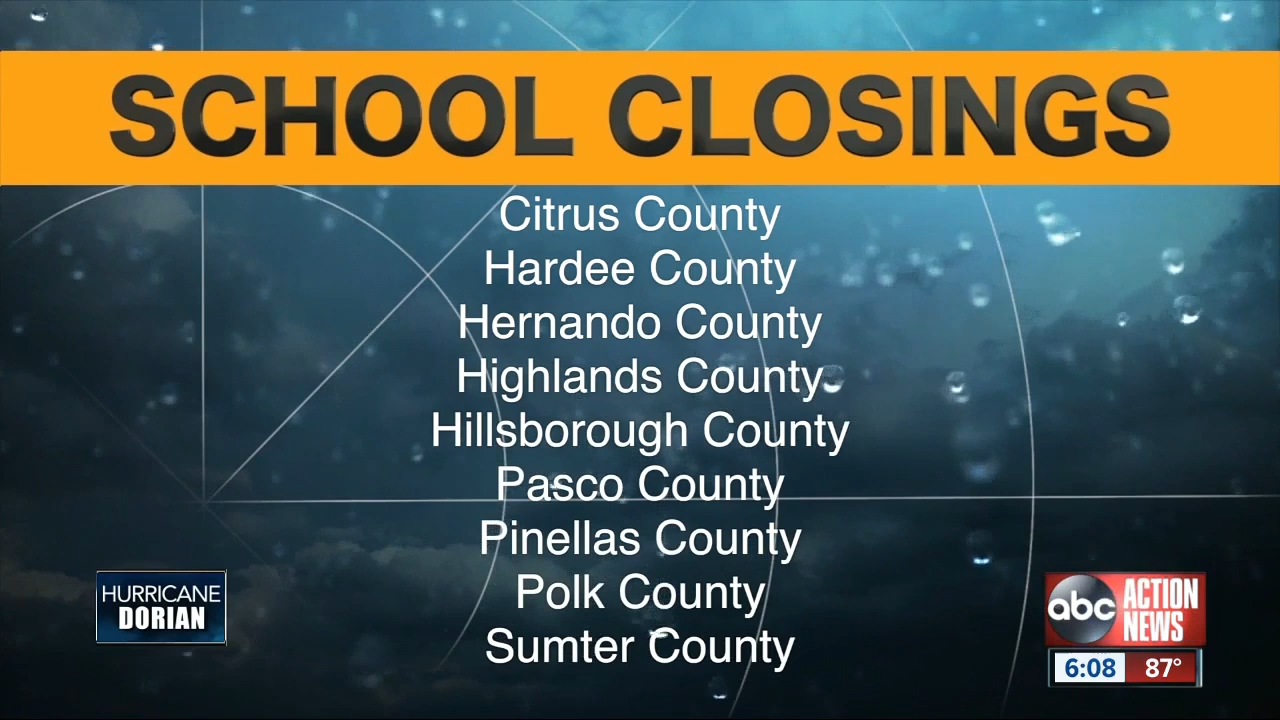 SCHOOL CLOSINGS
Citrus County
Hardee County
Hernando County
Highlands County
Hillsborough County
Pasco County
Pinellas County
Polk County
Sumter County
HURRICANE
DORIAN
abc ACTION
NEWS
6:08 87°